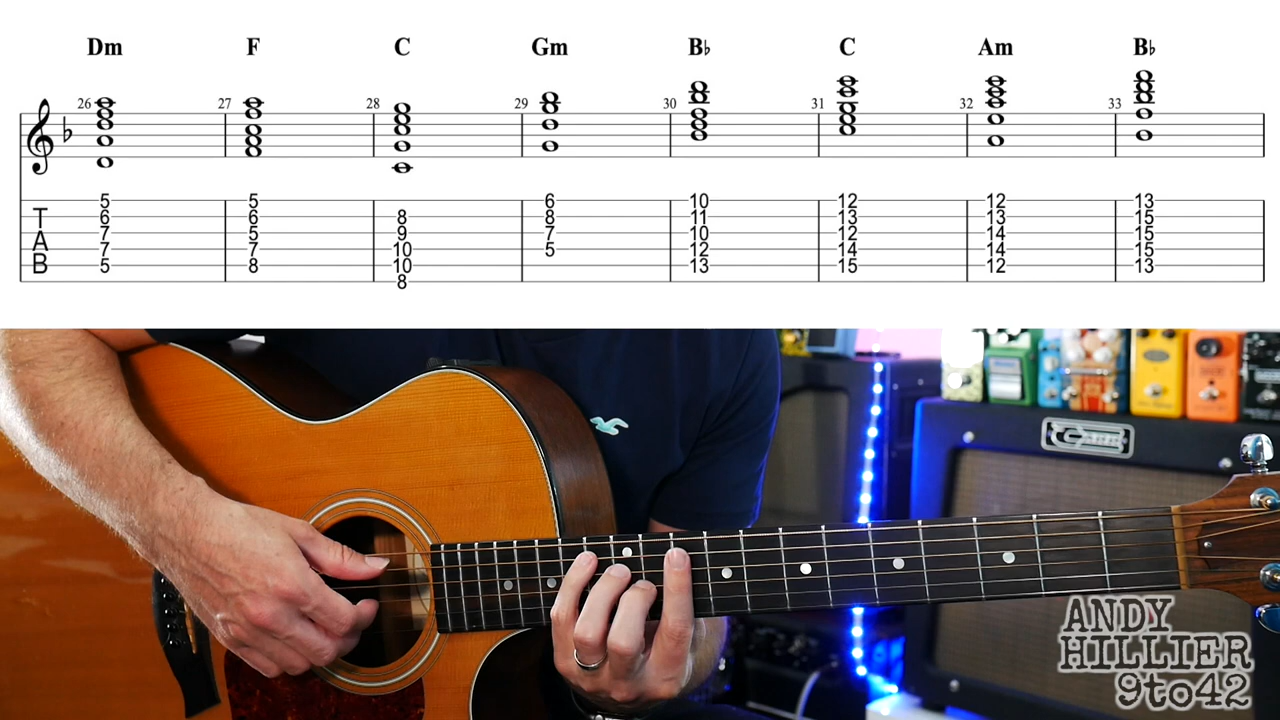 Dm F C Gm B♭ C Am B♭
26 27 28 29 30 31 32 33
5 5 6 10 12 12 13
T 6 6 8 8 11 13 13 15
7 5 9 7 10 12 14 15
A 7 7 10 5 12 14 14 15
B 5 8 10 13 15 12 13
8
ANDY
HILLIER
9to42